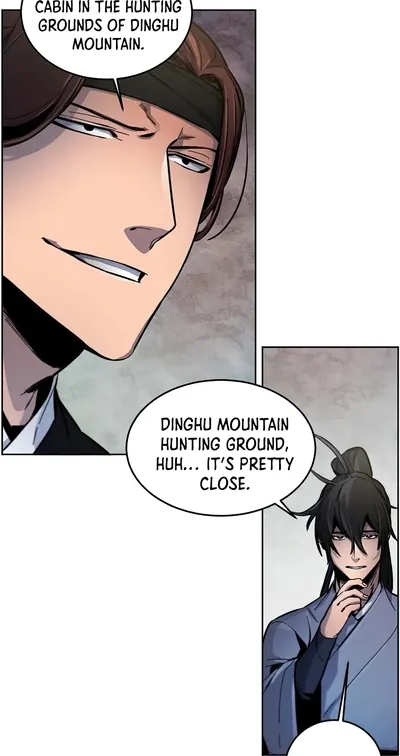 CABIN IN THE HUNTING
GROUNDS OF DINGHU
MOUNTAIN.
DINGHU MOUNTAIN
HUNTING GROUND,
HUH... IT'S PRETTY
CLOSE.